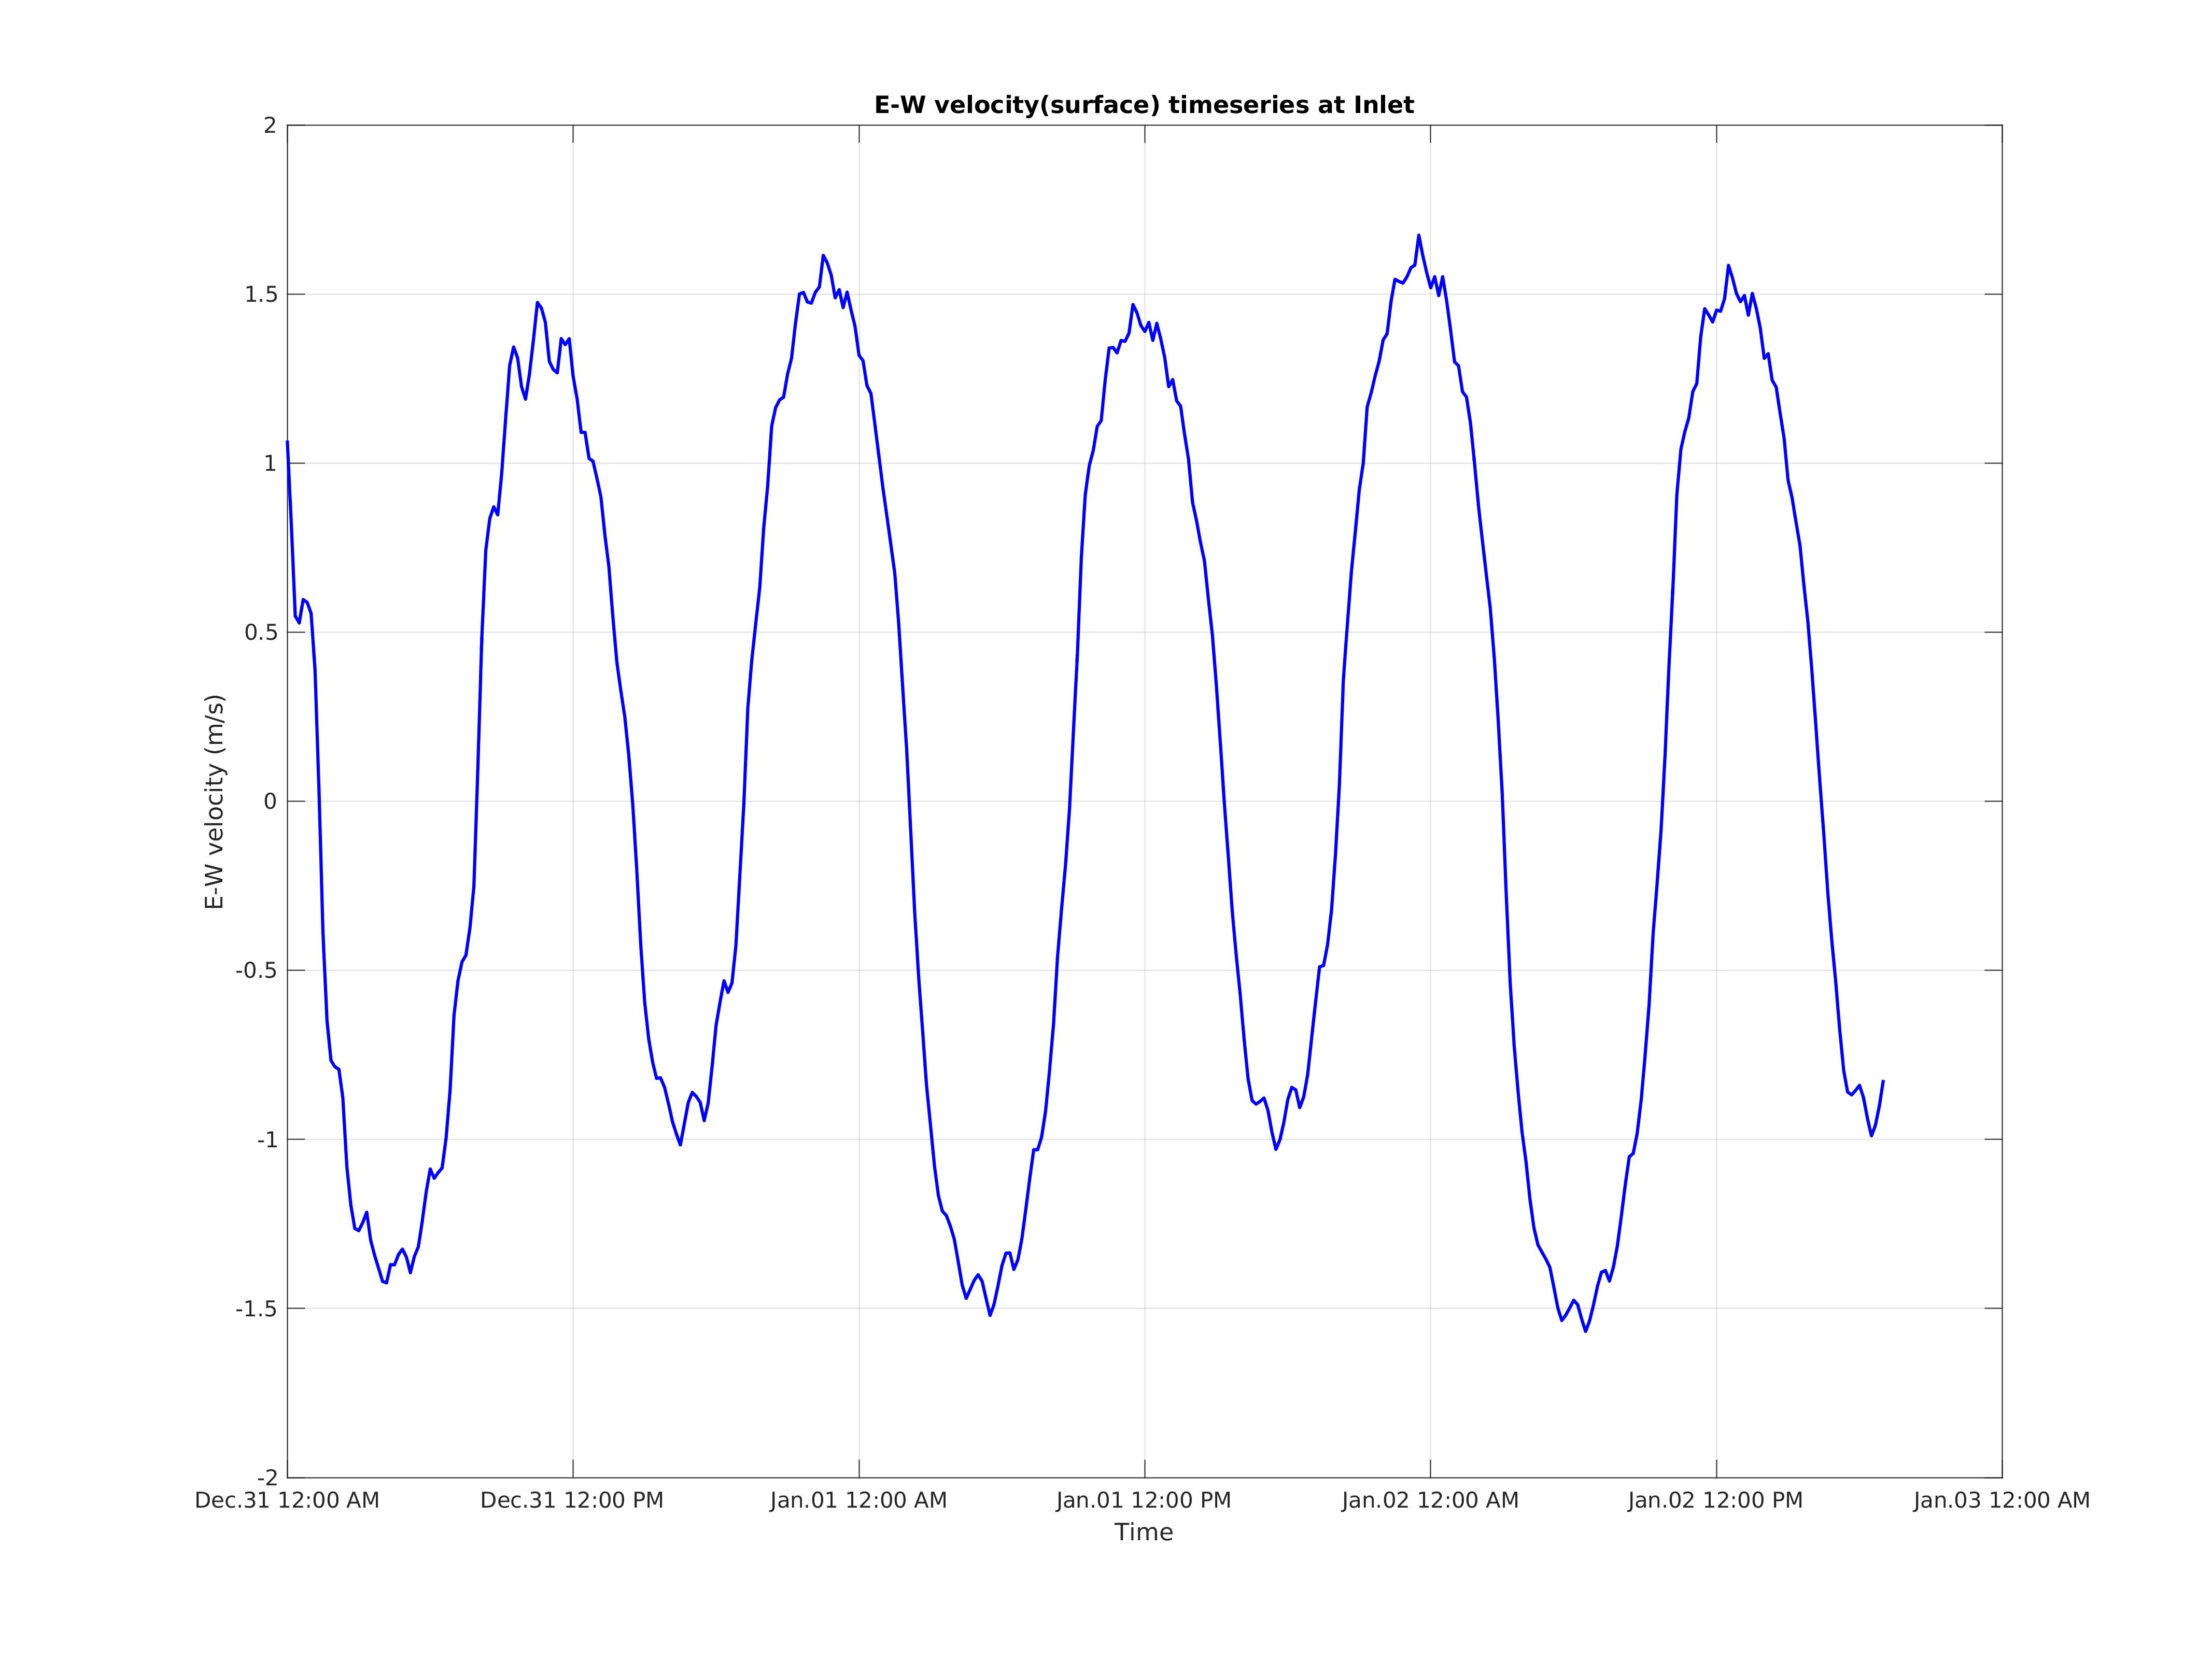 E-W velocity(surface) timeseries at Inlet
2
1.5
1
0.5
0
-0.5
-1
-1.5
-2
E-W velocity (m/s)
Dec.31 12:00 AM Dec.31 12:00 PM Jan.01 12:00 AM Jan.01 12:00 PM Jan.02 12:00 AM Jan.02 12:00 PM Jan.03 12:00 AM
Time